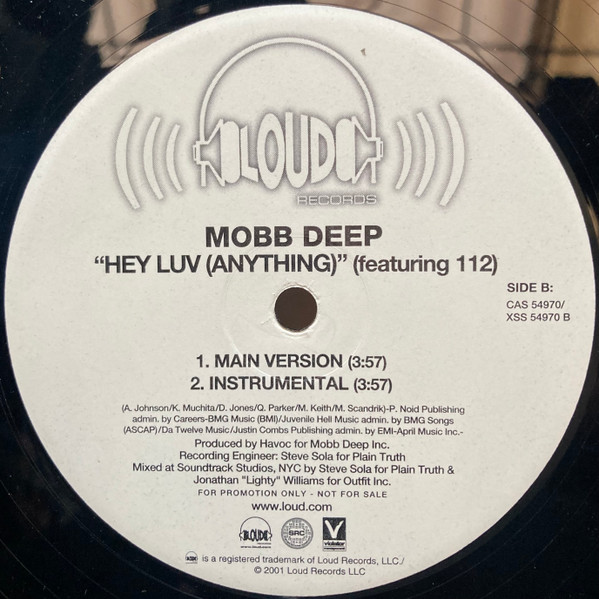 LOUD
RECORDS
MOBB DEEP
"HEY LUV (ANYTHING)" (featuring 112)
SIDE B:
CAS 54970/
XSS 54970 B
1. MAIN VERSION (3:57)
2. INSTRUMENTAL (3:57)
(A. Johnson/K. Muchita/D. Jones/Q. Parker/M. Keith/M. Scandrik)-P. Noid Publishing
admin. by Careers-BMG Music (BMI)/Juvenile Hell Music admin. by BMG Songs
(ASCAP)/Da Twelve Music/Justin Combs Publishing admin. by EMI-April Music Inc.-
Produced by Havoc for Mobb Deep Inc.
Recording Engineer: Steve Sola for Plain Truth
Mixed at Soundtrack Studios, NYC by Steve Sola for Plain Truth &
Jonathan "Lighty" Williams for Outfit Inc.
FOR PROMOTION ONLY - NOT FOR SALE
www.loud.com
LOUD SRC V violator
LOUD is a registered trademark of Loud Records, LLC./
© 2001 Loud Records LLC